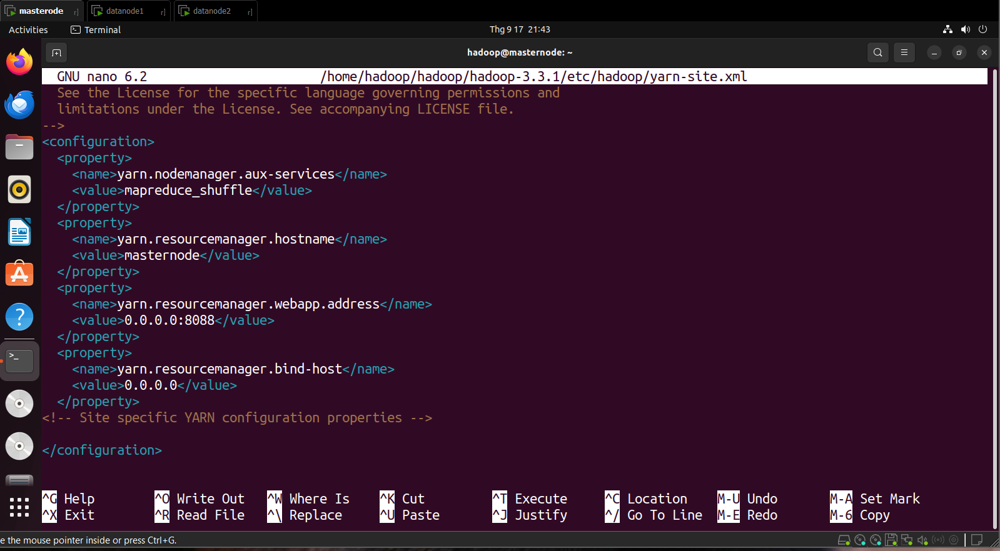 masterode
datanode1
datanode2
Activities
Terminal
Thg 9 17 21:43
hadoop@masternode: ~
GNU nano 6.2 /home/hadoop/hadoop/hadoop-3.3.1/etc/hadoop/yarn-site.xml
See the License for the specific language governing permissions and
limitations under the License. See accompanying LICENSE file.
-->
<configuration>
<property>
<name>yarn.nodemanager.aux-services</name>
<value>mapreduce_shuffle</value>
</property>
<property>
<name>yarn.resourcemanager.hostname</name>
<value>masternode</value>
</property>
<property>
<name>yarn.resourcemanager.webapp.address</name>
<value>0.0.0.0:8088</value>
</property>
<property>
<name>yarn.resourcemanager.bind-host</name>
<value>0.0.0.0</value>
</property>
<!-- Site specific YARN configuration properties -->
</configuration>
^G Help ^O Write Out ^W Where Is ^K Cut ^T Execute ^C Location M-U Undo M-A Set Mark
^X Exit ^R Read File ^\ Replace ^U Paste ^J Justify ^/ Go To Line M-E Redo M-6 Copy
e the mouse pointer inside or press Ctrl+G.